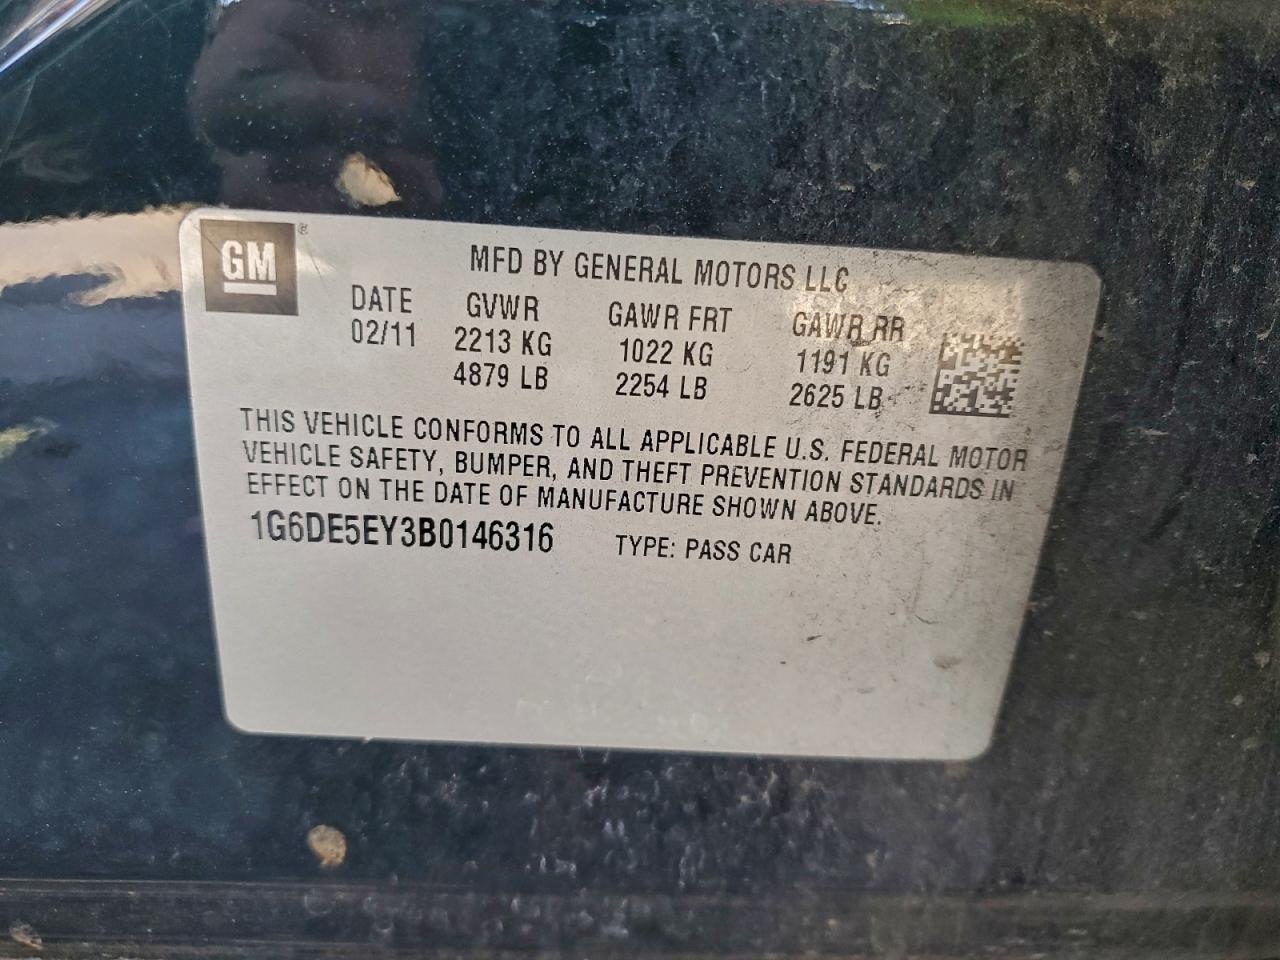 GM®
MFD BY GENERAL MOTORS LLC
DATE GVWR GAWR FRT GAWR RR
02/11 2213 KG 1022 KG 1191 KG
4879 LB 2254 LB 2625 LB
THIS VEHICLE CONFORMS TO ALL APPLICABLE U.S. FEDERAL MOTOR
VEHICLE SAFETY, BUMPER, AND THEFT PREVENTION STANDARDS IN
EFFECT ON THE DATE OF MANUFACTURE SHOWN ABOVE.
1G6DE5EY3B0146316 TYPE: PASS CAR